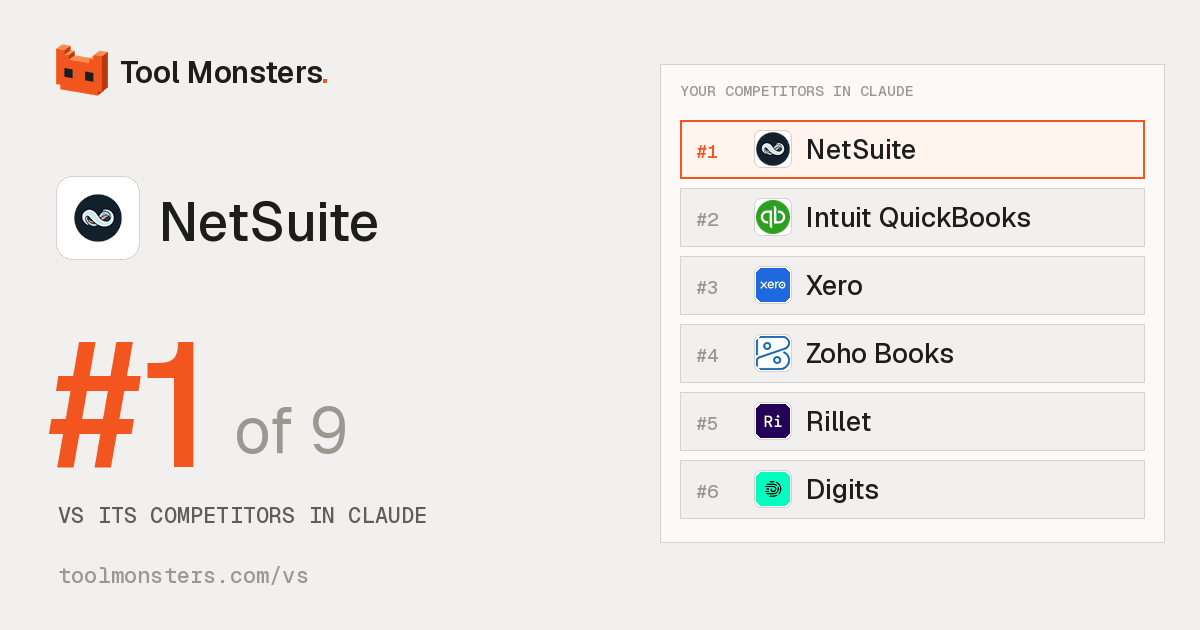 Tool Monsters.
NetSuite
#1 of 9
VS ITS COMPETITORS IN CLAUDE
toolmonsters.com/vs
YOUR COMPETITORS IN CLAUDE
#1 NetSuite
#2 qb Intuit QuickBooks
#3 xero Xero
#4 Zoho Books
#5 Ri Rillet
#6 Digits